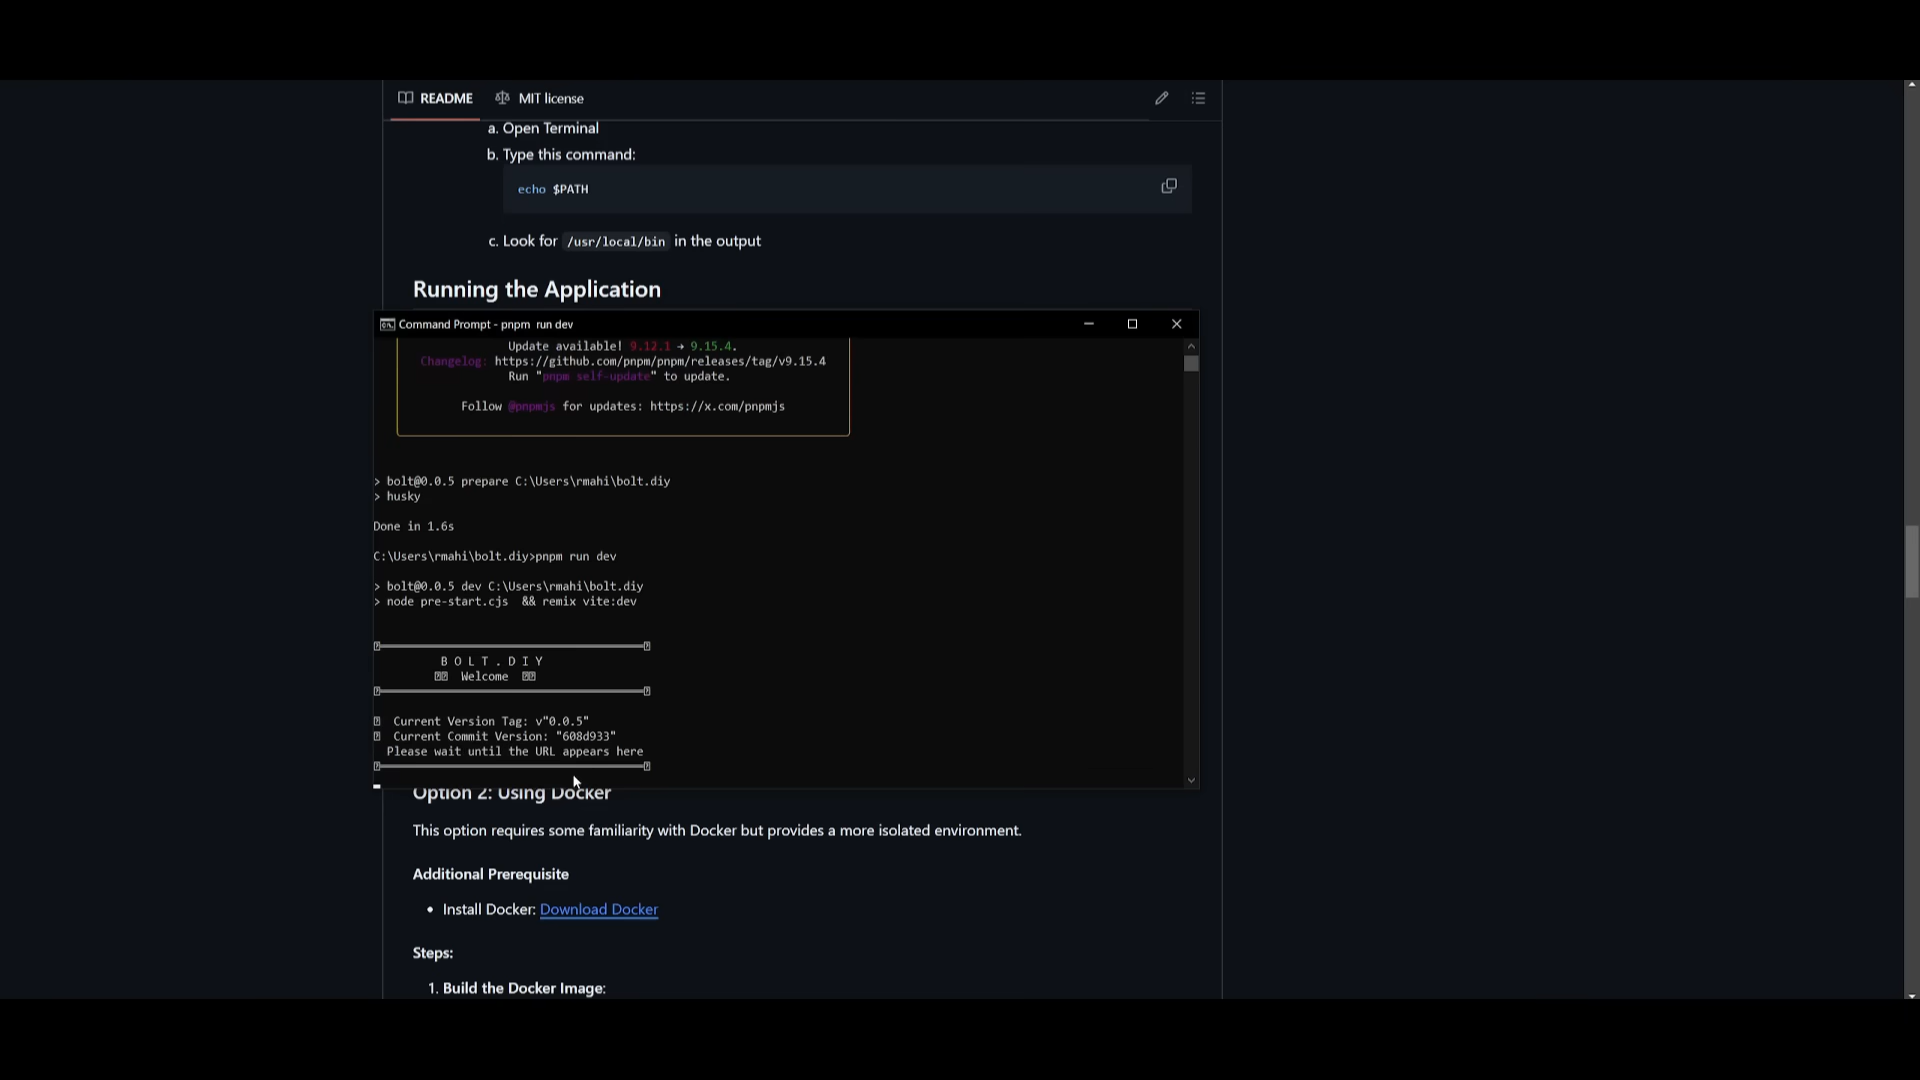 README MIT license
a. Open Terminal
b. Type this command:
echo $PATH
c. Look for /usr/local/bin in the output
Running the Application
Command Prompt - pnpm  run dev
Update available! 9.12.1 → 9.15.4.
Changelog: https://github.com/pnpm/pnpm/releases/tag/v9.15.4
Run "pnpm self-update" to update.
Follow @pnpmjs for updates: https://x.com/pnpmjs
> bolt@0.0.5 prepare C:\Users\rmahi\bolt.diy
> husky
Done in 1.6s
C:\Users\rmahi\bolt.diy>pnpm run dev
> bolt@0.0.5 dev C:\Users\rmahi\bolt.diy
> node pre-start.cjs  && remix vite:dev
B O L T . D I Y
Welcome
Current Version Tag: v"0.0.5"
Current Commit Version: "608d933"
Please wait until the URL appears here
Option 2: Using Docker
This option requires some familiarity with Docker but provides a more isolated environment.
Additional Prerequisite
• Install Docker: Download Docker
Steps:
1. Build the Docker Image: